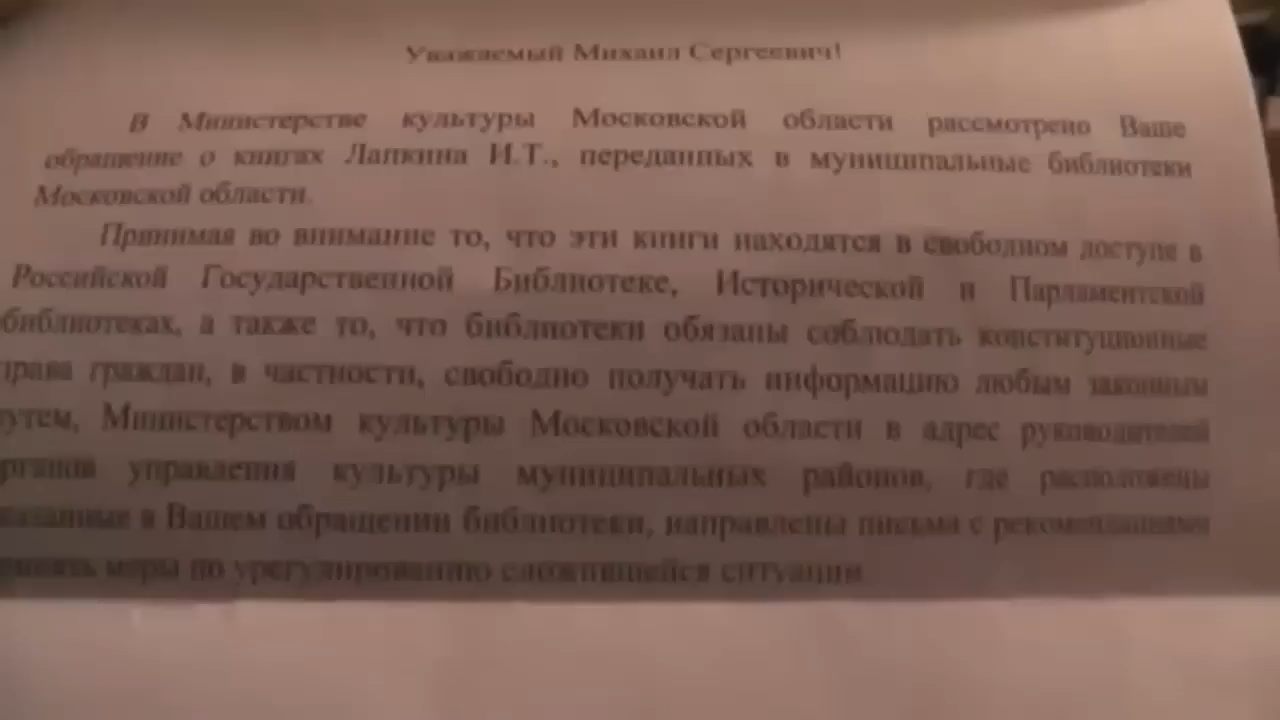 Уважаемый Михаил Сергеевич!
В Министерстве культуры Московской области рассмотрено Ваше
обращение о книгах Лапкина И.Т., переданных в муниципальные библиотеки
Московской области.
Принимая во внимание то, что эти книги находятся в свободном доступе в
Российской Государственной Библиотеке, Исторической и Парламентской
библиотеках, а также то, что библиотеки обязаны соблюдать конституционные
права граждан, в частности, свободно получать информацию любым законным
путем, Министерством культуры Московской области в адрес руководителей
органов управления культуры муниципальных районов, где расположены
указанные в Вашем обращении библиотеки, направлены письма с рекомендациями
принять меры по урегулированию сложившейся ситуации.